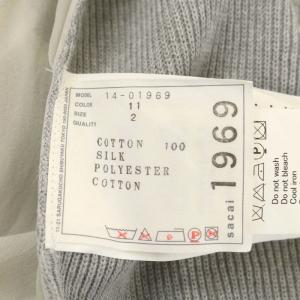 MODEL 14-01969
COLOR 11
SIZE 2
QUALITY
COTTON 100
SILK
POLYESTER
COTTON
sacai 1969
Do not wash
Do not bleach
Cool iron